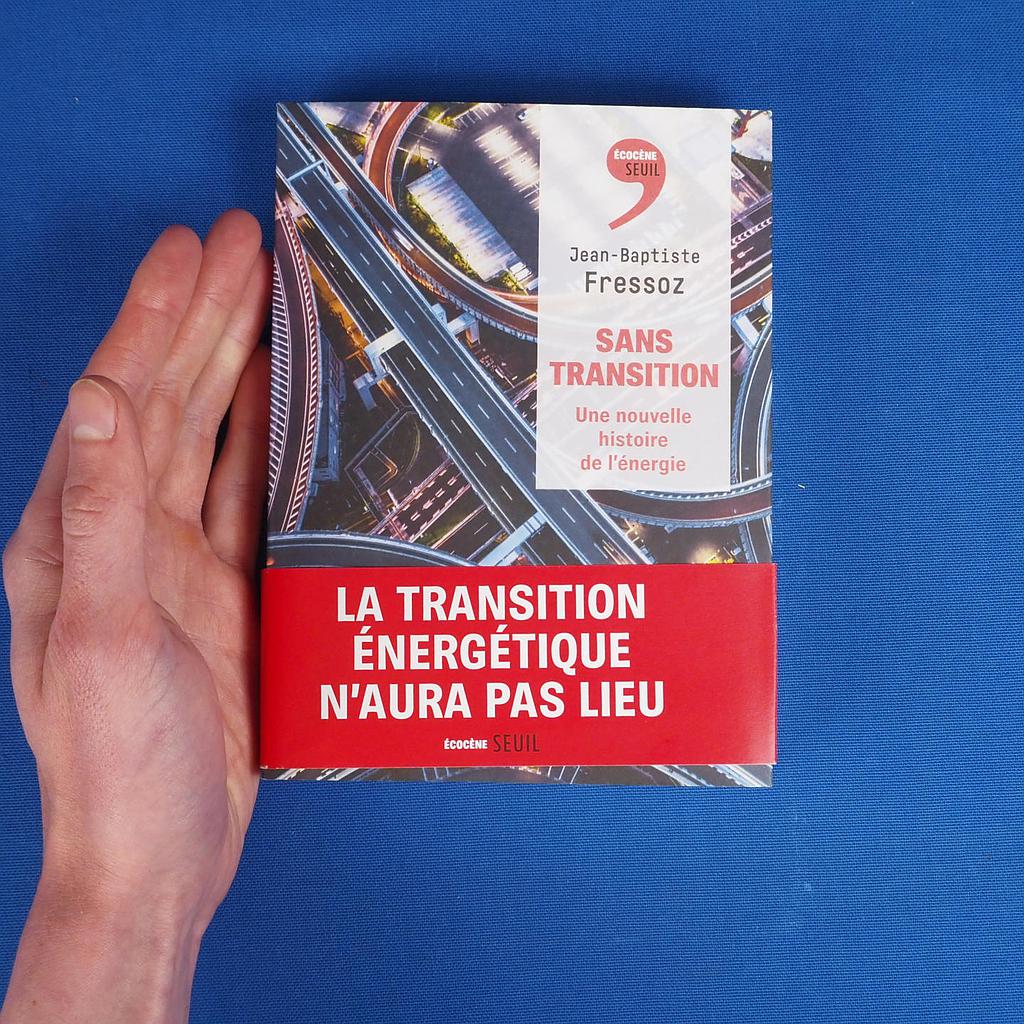 ÉCOCÈNE
SEUIL
Jean-Baptiste
Fressoz
SANS
TRANSITION
Une nouvelle
histoire
de l'énergie
LA TRANSITION
ÉNERGÉTIQUE
N'AURA PAS LIEU
ÉCOCÈNE SEUIL